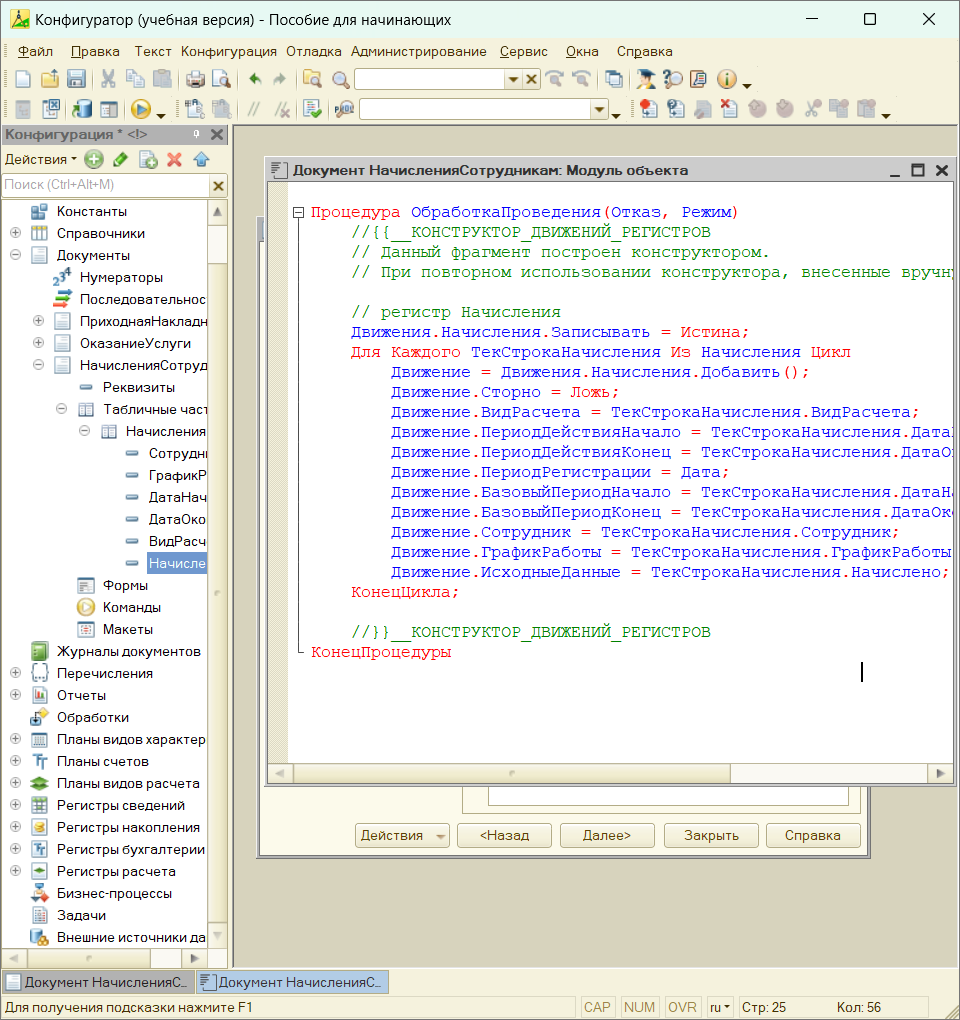 Конфигуратор (учебная версия) - Пособие для начинающих
Файл Правка Текст Конфигурация Отладка Администрирование Сервис Окна Справка
Конфигурация * <!>
Действия
Поиск (Ctrl+Alt+M)
Константы
Справочники
Документы
Нумераторы
Последовательнос
ПриходнаяНакладн
ОказаниеУслуги
НачисленияСотруд
Реквизиты
Табличные част
Начисления
Сотрудни
ГрафикР
ДатаНач
ДатаОко
ВидРасч
Начисле
Формы
Команды
Макеты
Журналы документов
Перечисления
Отчеты
Обработки
Планы видов характер
Планы счетов
Планы видов расчета
Регистры сведений
Регистры накопления
Регистры бухгалтерии
Регистры расчета
Бизнес-процессы
Задачи
Внешние источники да
Документ НачисленияСотрудникам: Модуль объекта
Процедура ОбработкаПроведения(Отказ, Режим)
//{{__КОНСТРУКТОР_ДВИЖЕНИЙ_РЕГИСТРОВ
// Данный фрагмент построен конструктором.
// При повторном использовании конструктора, внесенные вручну
// регистр Начисления
Движения.Начисления.Записывать = Истина;
Для Каждого ТекСтрокаНачисления Из Начисления Цикл
Движение = Движения.Начисления.Добавить();
Движение.Сторно = Ложь;
Движение.ВидРасчета = ТекСтрокаНачисления.ВидРасчета;
Движение.ПериодДействияНачало = ТекСтрокаНачисления.ДатаН
Движение.ПериодДействияКонец = ТекСтрокаНачисления.ДатаОк
Движение.ПериодРегистрации = Дата;
Движение.БазовыйПериодНачало = ТекСтрокаНачисления.ДатаНа
Движение.БазовыйПериодКонец = ТекСтрокаНачисления.ДатаОко
Движение.Сотрудник = ТекСтрокаНачисления.Сотрудник;
Движение.ГрафикРаботы = ТекСтрокаНачисления.ГрафикРаботы
Движение.ИсходныеДанные = ТекСтрокаНачисления.Начислено;
КонецЦикла;
//}}__КОНСТРУКТОР_ДВИЖЕНИЙ_РЕГИСТРОВ
КонецПроцедуры
Действия <Назад Далее> Закрыть Справка
Документ НачисленияС... Документ НачисленияС...
Для получения подсказки нажмите F1 CAP NUM OVR ru Стр: 25 Кол: 56